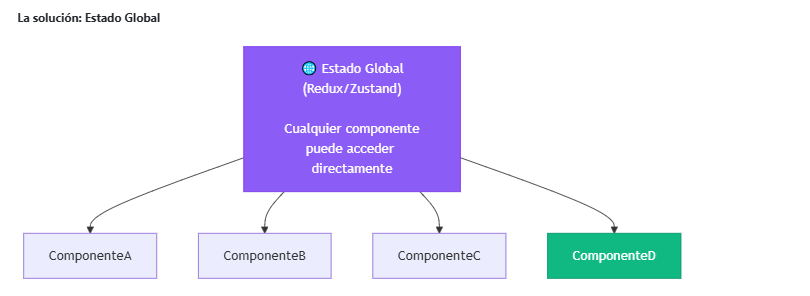 La solución: Estado Global
🌐 Estado Global
(Redux/Zustand)
Cualquier componente
puede acceder
directamente
ComponenteA
ComponenteB
ComponenteC
ComponenteD